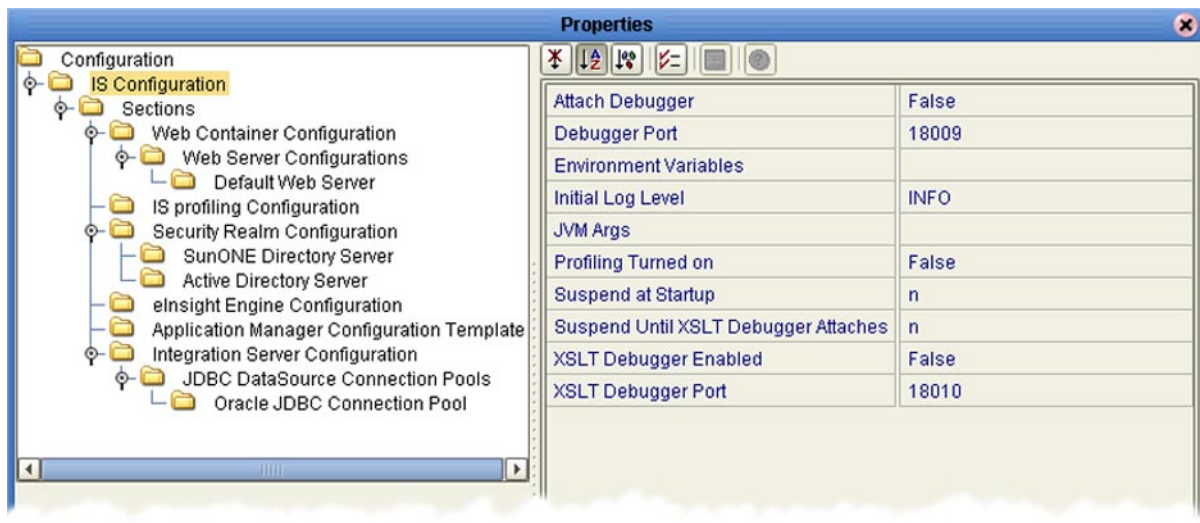 Properties
Configuration
IS Configuration
Sections
Web Container Configuration
Web Server Configurations
Default Web Server
IS profiling Configuration
Security Realm Configuration
SunONE Directory Server
Active Directory Server
eInsight Engine Configuration
Application Manager Configuration Template
Integration Server Configuration
JDBC DataSource Connection Pools
Oracle JDBC Connection Pool
Attach Debugger False
Debugger Port 18009
Environment Variables
Initial Log Level INFO
JVM Args
Profiling Turned on False
Suspend at Startup n
Suspend Until XSLT Debugger Attaches n
XSLT Debugger Enabled False
XSLT Debugger Port 18010